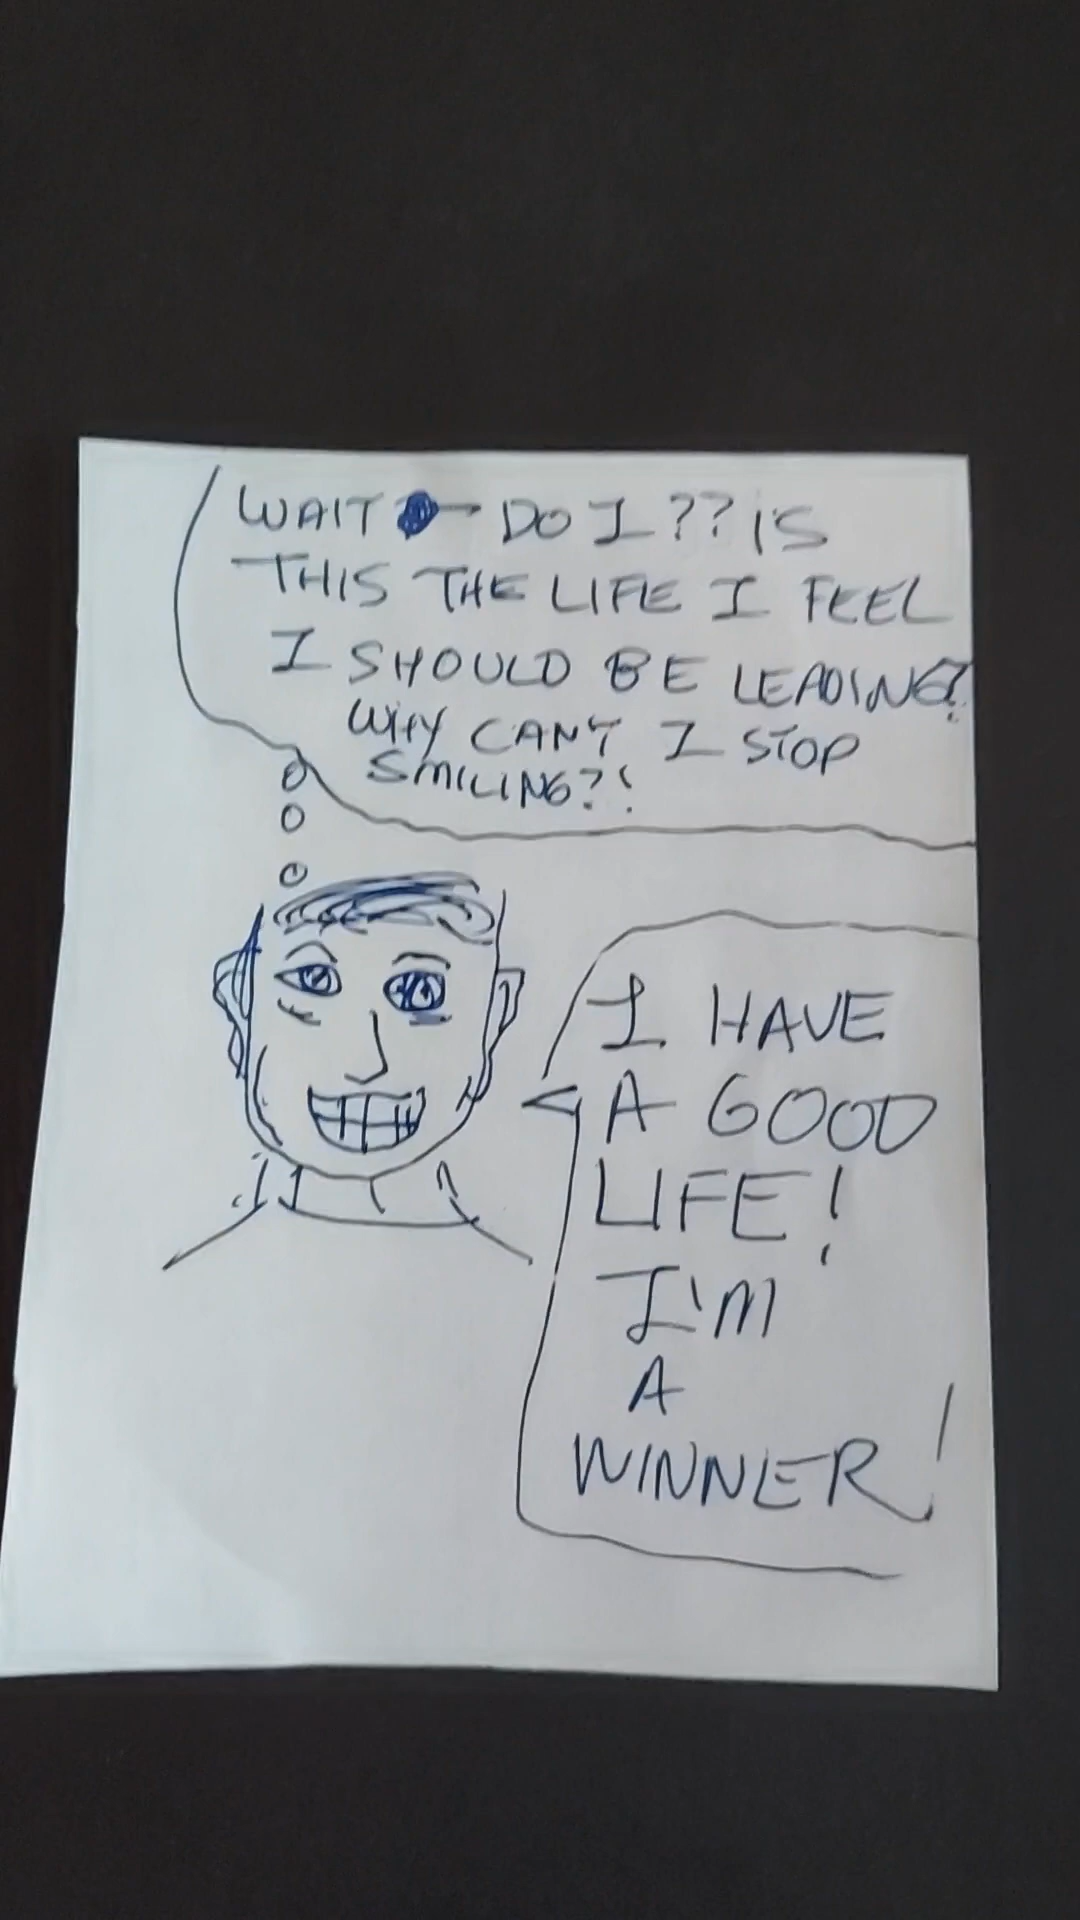 WAIT - DO I?? IS
THIS THE LIFE I FEEL
I SHOULD BE LEADING?
WHY CAN'T I STOP
SMILING?!
I HAVE
A GOOD
LIFE!
I'M
A
WINNER!